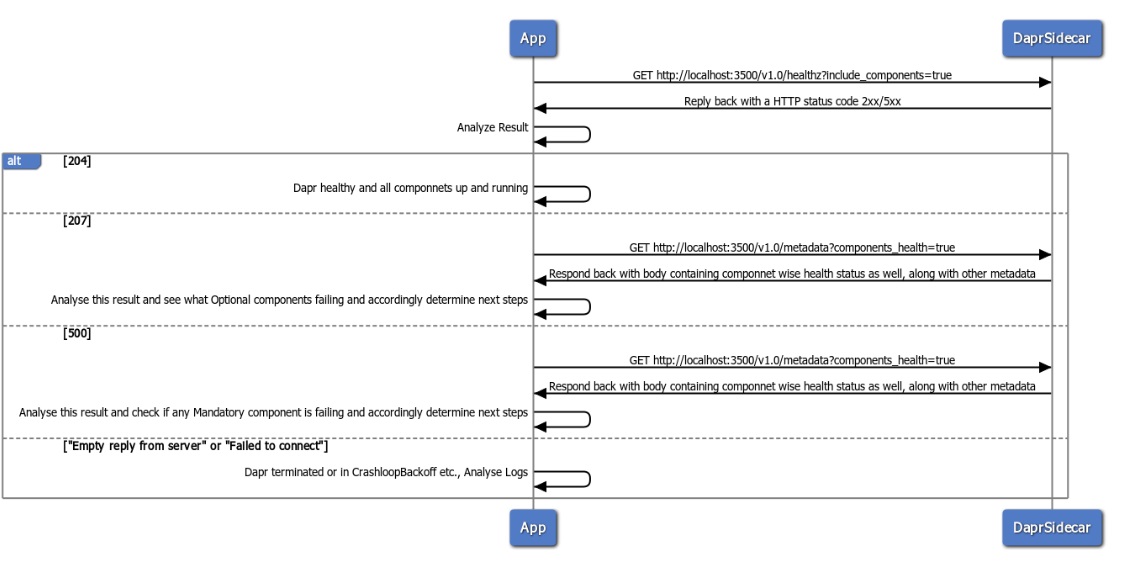 App
DaprSidecar
GET http://localhost:3500/v1.0/healthz?include_components=true
Reply back with a HTTP status code 2xx/5xx
Analyze Result
alt
[204]
Dapr healthy and all componnets up and running
[207]
GET http://localhost:3500/v1.0/metadata?components_health=true
Respond back with body containing componnet wise health status as well, along with other metadata
Analyse this result and see what Optional components failing and accordingly determine next steps
[500]
GET http://localhost:3500/v1.0/metadata?components_health=true
Respond back with body containing componnet wise health status as well, along with other metadata
Analyse this result and check if any Mandatory component is failing and accordingly determine next steps
["Empty reply from server" or "Failed to connect"]
Dapr terminated or in CrashloopBackoff etc., Analyse Logs
App
DaprSidecar